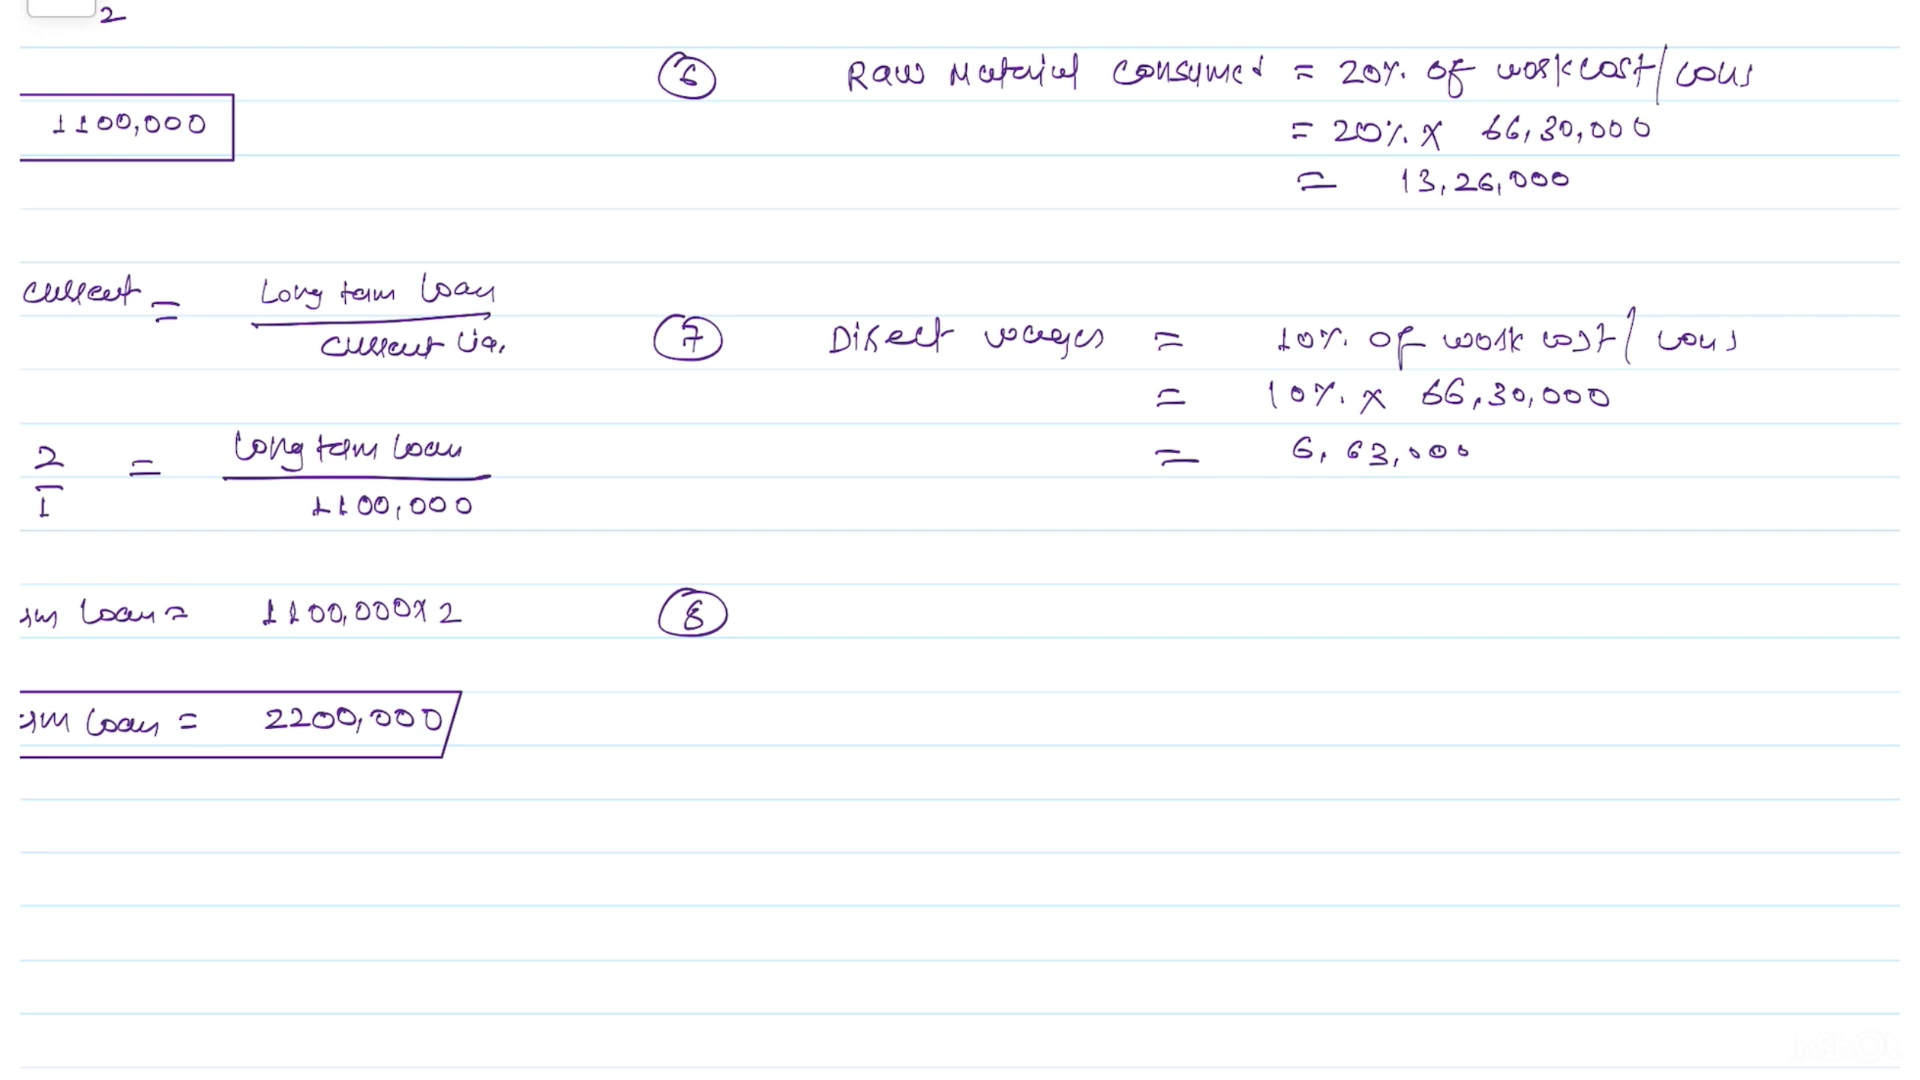 2
1100,000
current = Long term loan
current lia.
2 = Long term loan
1 1100,000
loan = 1100,000 x 2
loan = 2200,000
6 Raw Material consumed = 20% of work cost / cons
= 20% x 66,30,000
= 13,26,000
7 Direct wages = 10% of work cost / cons
= 10% x 66,30,000
= 6,63,000
8